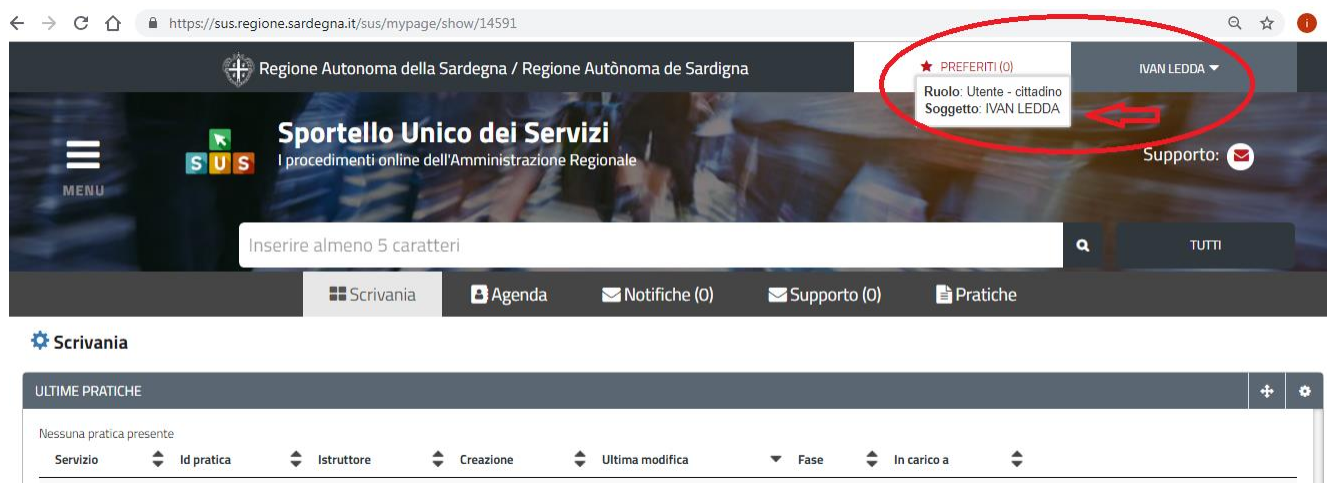 https://sus.regione.sardegna.it/sus/mypage/show/14591
i
Regione Autonoma della Sardegna / Regione Autònoma de Sardigna
PREFERITI (0)
IVAN LEDDA
Ruolo: Utente - cittadino
Soggetto: IVAN LEDDA
MENU
SUS
Sportello Unico dei Servizi
I procedimenti online dell'Amministrazione Regionale
Supporto:
Inserire almeno 5 caratteri
TUTTI
Scrivania
Agenda
Notifiche (0)
Supporto (0)
Pratiche
Scrivania
ULTIME PRATICHE
Nessuna pratica presente
Servizio Id pratica Istruttore Creazione Ultima modifica Fase In carico a